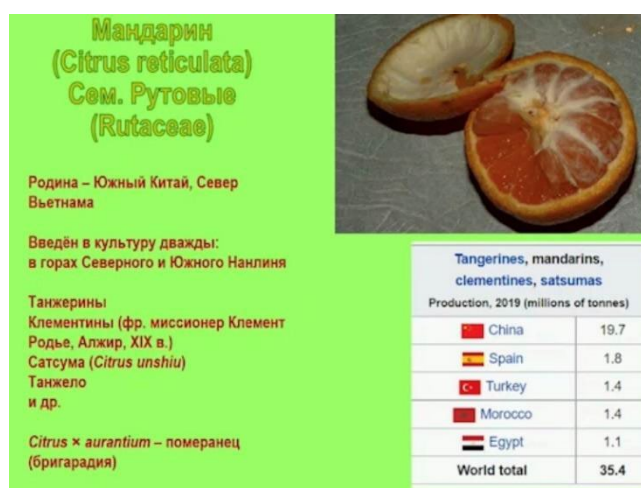 Мандарин
(Citrus reticulata)
Сем. Рутовые
(Rutaceae)
Родина – Южный Китай, Север
Вьетнама
Введён в культуру дважды:
в горах Северного и Южного Нанлиня
Танжерины
Клементины (фр. миссионер Клемент
Родье, Алжир, XIX в.)
Сатсума (Citrus unshiu)
Танжело
и др.
Citrus × aurantium – померанец
(бригарадия)
Tangerines, mandarins,
clementines, satsumas
Production, 2019 (millions of tonnes)
China 19.7
Spain 1.8
Turkey 1.4
Morocco 1.4
Egypt 1.1
World total 35.4